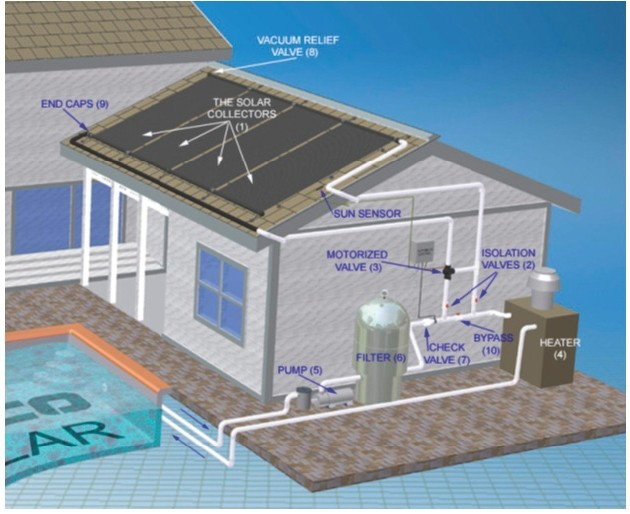 VACUUM RELIEF
VALVE (8)
END CAPS (9)
THE SOLAR
COLLECTORS
(1)
SUN SENSOR
MOTORIZED
VALVE (3)
ISOLATION
VALVES (2)
BYPASS
(10)
HEATER
(4)
CHECK
VALVE (7)
FILTER (6)
PUMP (5)